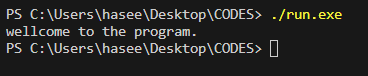 PS C:\Users\hasee\Desktop\CODES> ./run.exe
wellcome to the program.
PS C:\Users\hasee\Desktop\CODES>